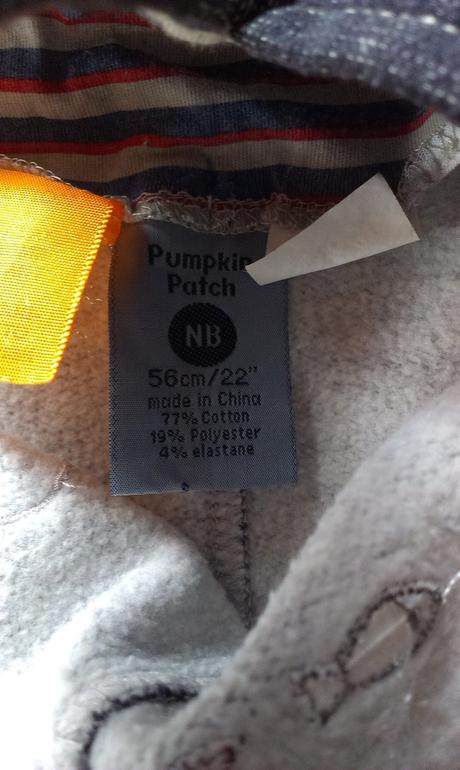 Pumpkin
Patch
NB
56cm/22"
made in China
77% Cotton
19% Polyester
4% elastane